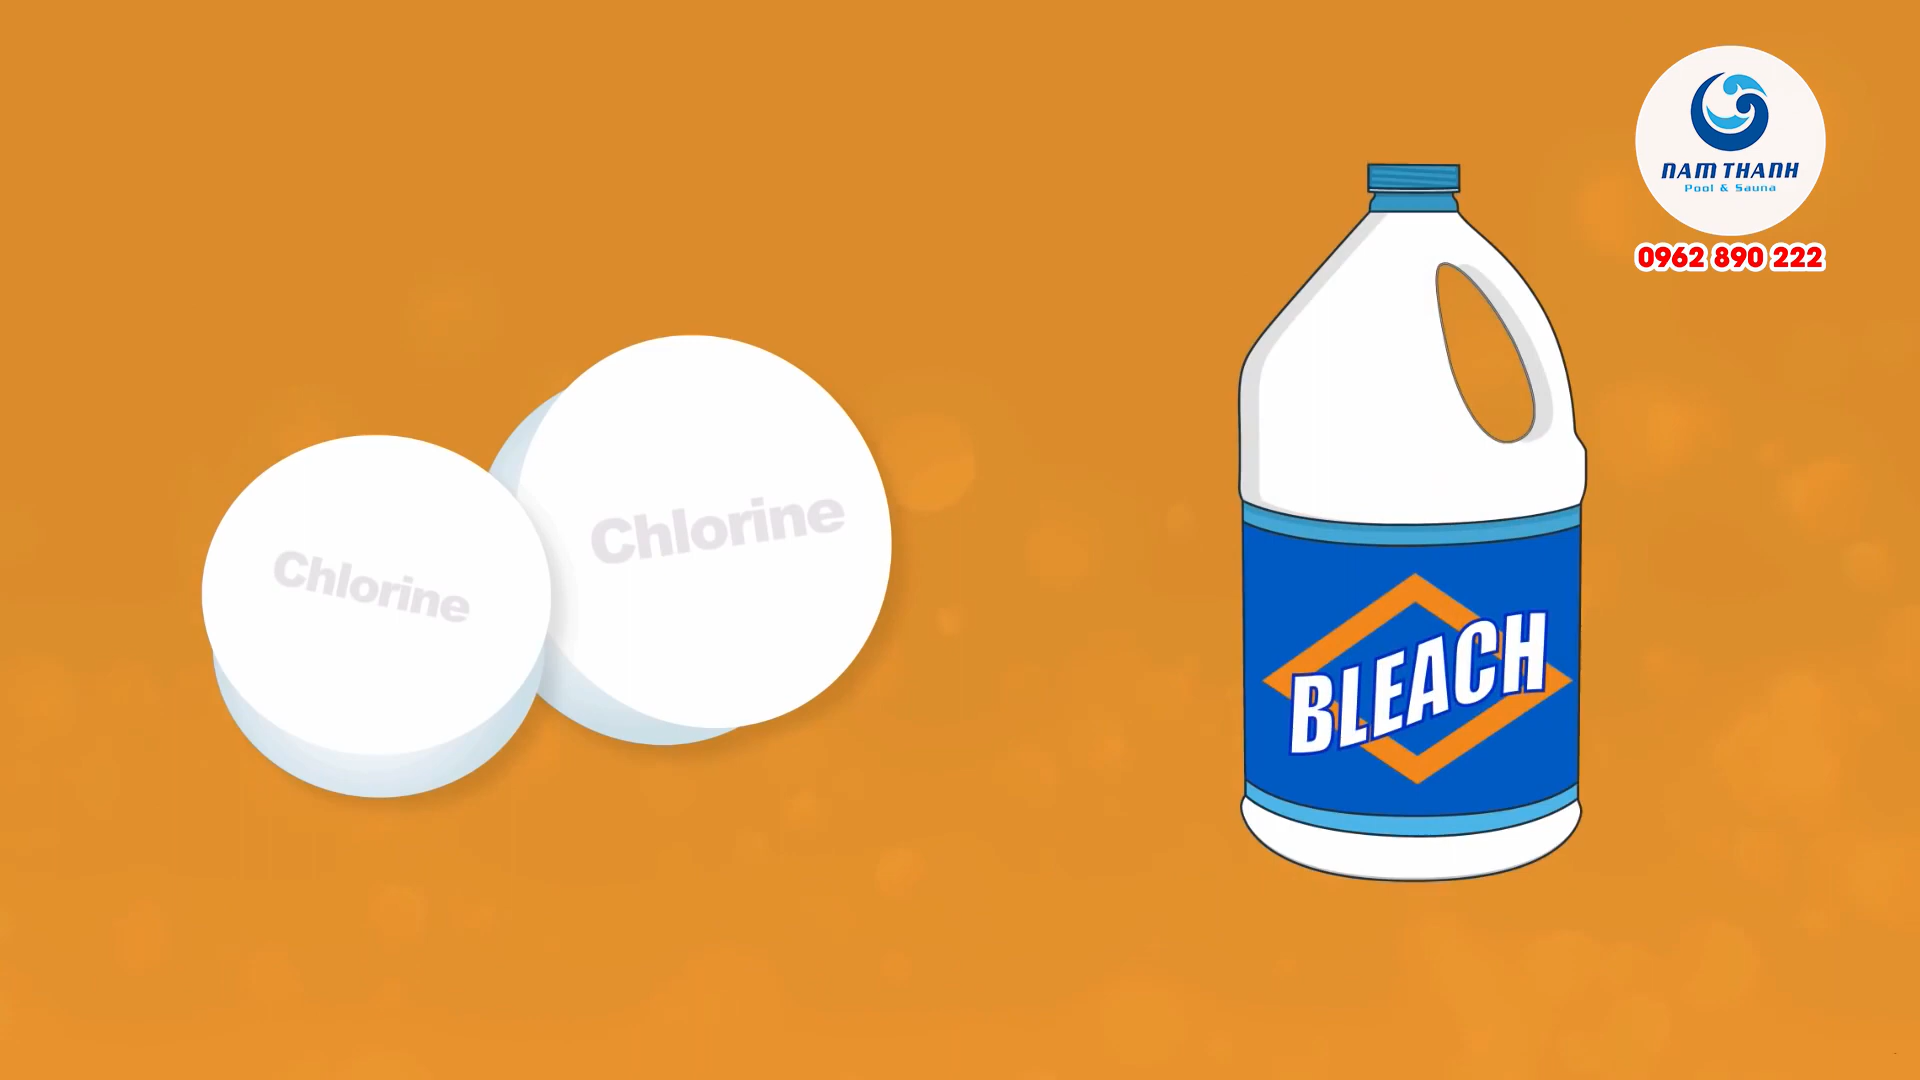 NAM THANH
Pool & Sauna
0962 890 222
Chlorine
Chlorine
BLEACH